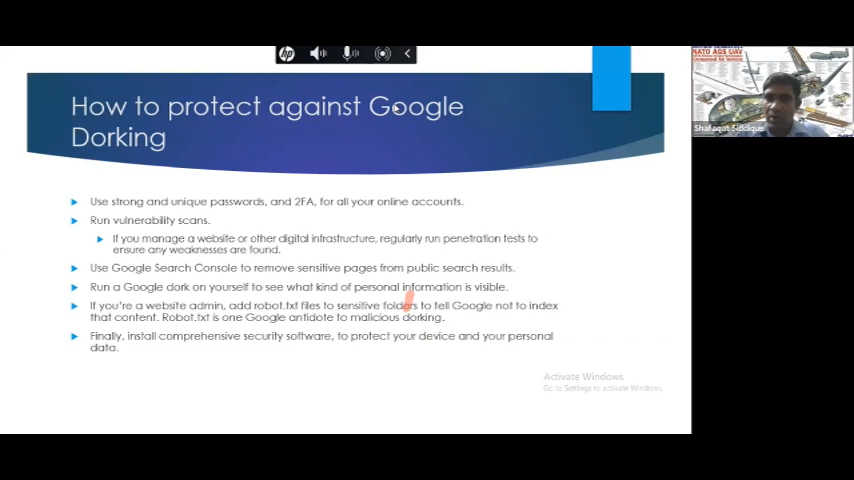 hp
NATO AGS UAV
Shafaqat Siddique
How to protect against Google
Dorking
Use strong and unique passwords, and 2FA, for all your online accounts.
Run vulnerability scans.
If you manage a website or other digital infrastructure, regularly run penetration tests to
ensure any weaknesses are found.
Use Google Search Console to remove sensitive pages from public search results.
Run a Google dork on yourself to see what kind of personal information is visible.
If you're a website admin, add robot.txt files to sensitive folders to tell Google not to index
that content. Robot.txt is one Google antidote to malicious dorking.
Finally, install comprehensive security software, to protect your device and your personal
data.
Activate Windows
Go to Settings to activate Windows.